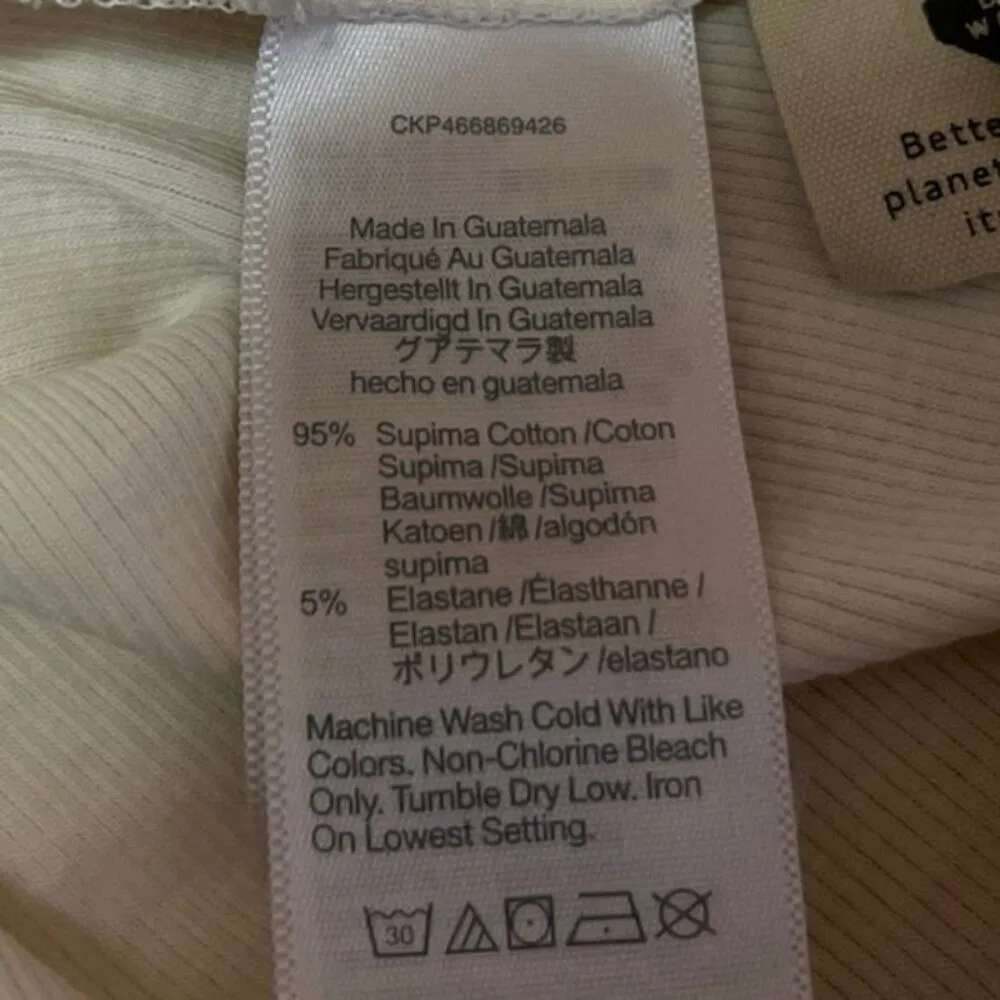 CKP466869426
Made In Guatemala
Fabriqué Au Guatemala
Hergestellt In Guatemala
Vervaardigd In Guatemala
グアテマラ製
hecho en guatemala
95% Supima Cotton /Coton
Supima /Supima
Baumwolle /Supima
Katoen /綿 /algodón
supima
5% Elastane /Élasthanne /
Elastan /Elastaan /
ポリウレタン /elastano
Machine Wash Cold With Like
Colors. Non-Chlorine Bleach
Only. Tumble Dry Low. Iron
On Lowest Setting.
30
planet
it